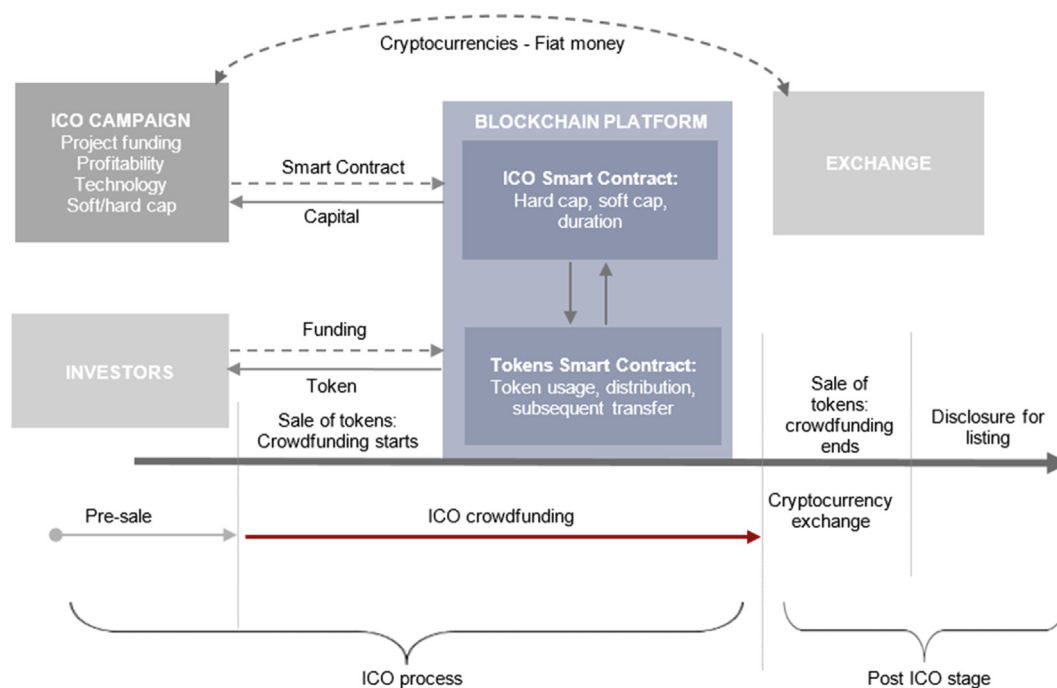 Cryptocurrencies - Fiat money
ICO CAMPAIGN
Project funding
Profitability
Technology
Soft/hard cap
Smart Contract
Capital
BLOCKCHAIN PLATFORM
ICO Smart Contract:
Hard cap, soft cap,
duration
EXCHANGE
INVESTORS
Funding
Token
Tokens Smart Contract:
Token usage, distribution,
subsequent transfer
Sale of tokens:
Crowdfunding starts
Sale of
tokens:
crowdfunding
ends
Disclosure for
listing
Pre-sale
ICO crowdfunding
Cryptocurrency
exchange
ICO process
Post ICO stage